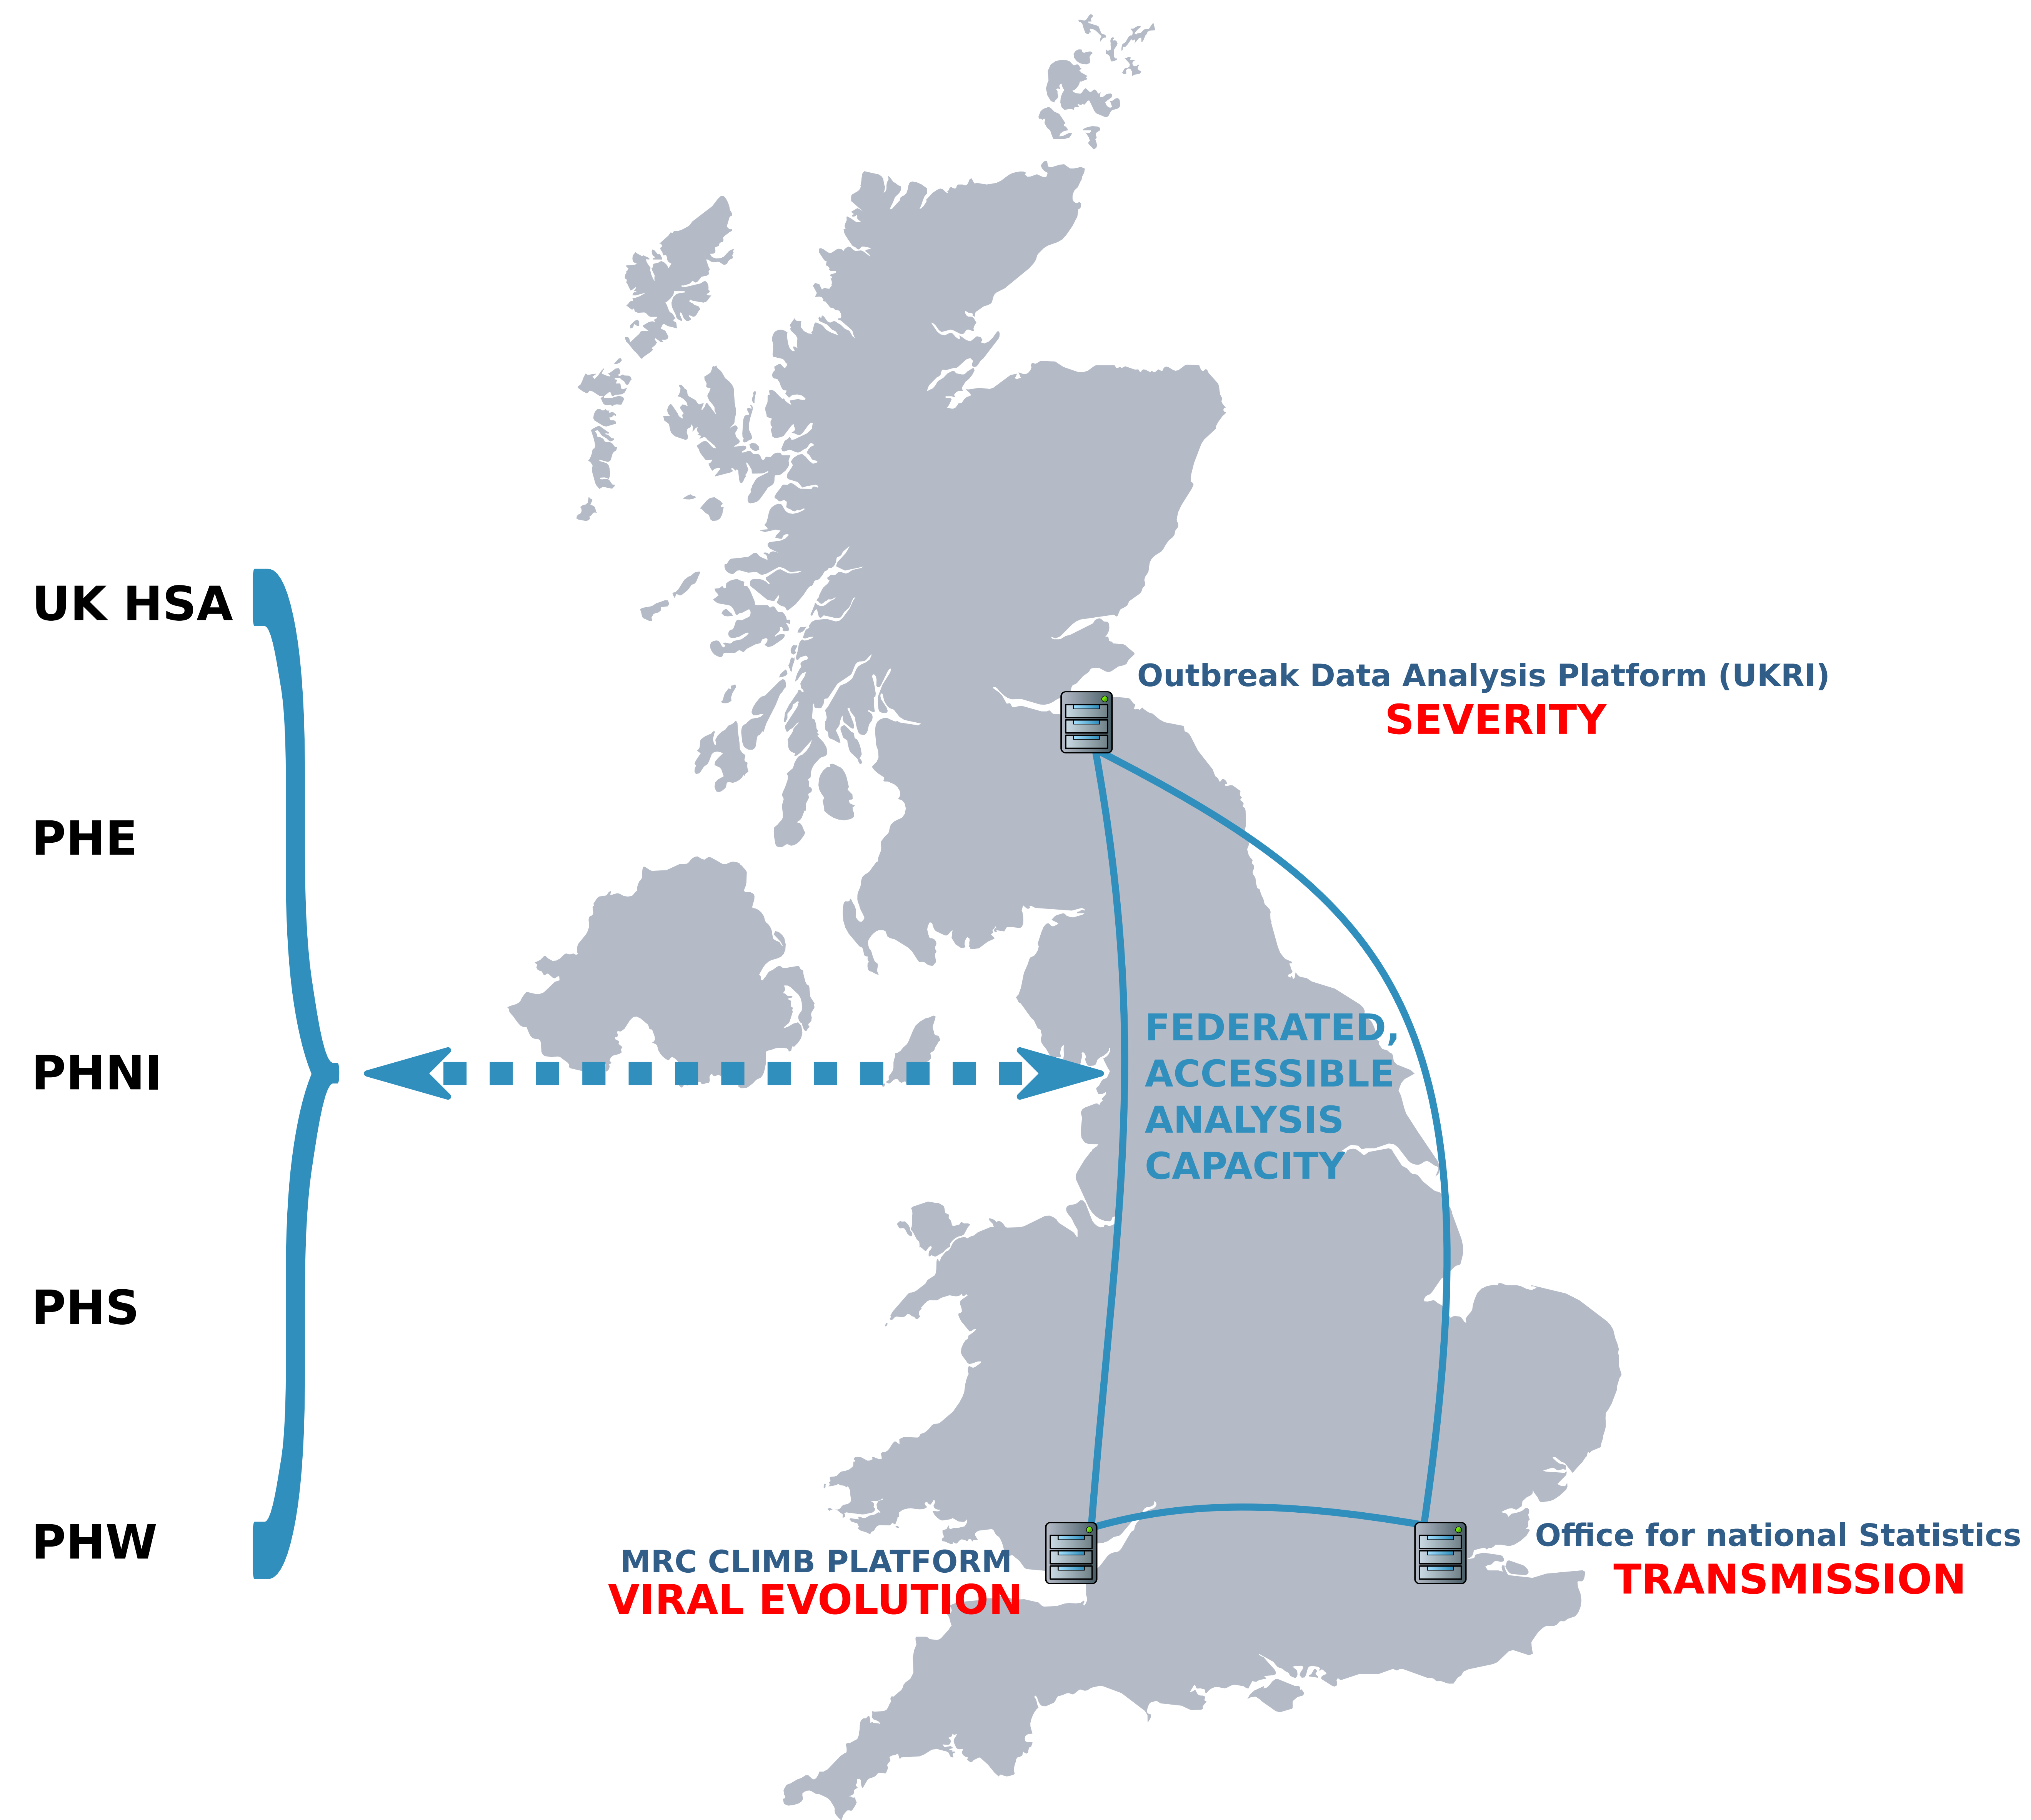 UK HSA
PHE
PHNI
PHS
PHW
Outbreak Data Analysis Platform (UKRI)
SEVERITY
FEDERATED,
ACCESSIBLE
ANALYSIS
CAPACITY
MRC CLIMB PLATFORM
VIRAL EVOLUTION
Office for national Statistics
TRANSMISSION